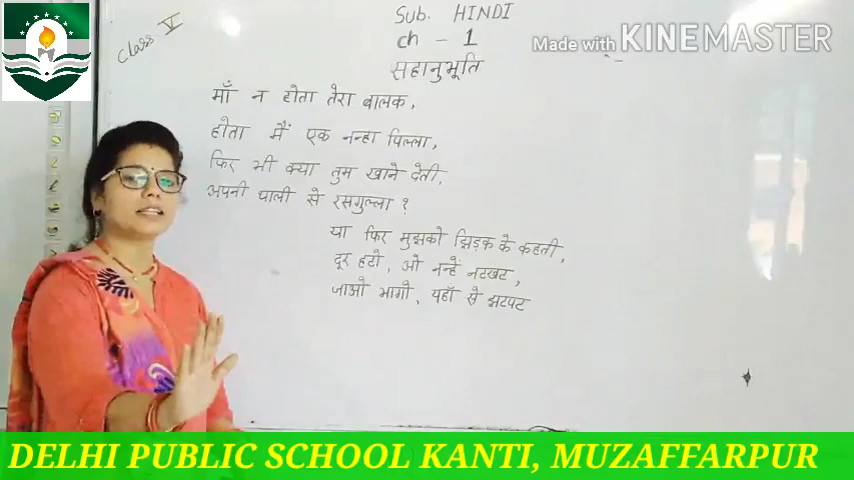 Class V
Sub. HINDI
ch - 1
सहानुभूति
Made with KINEMASTER
माँ न होता तेरा बालक,
होता मैं एक नन्हा पिल्ला,
फिर भी क्या तुम खाने देती,
अपनी थाली से रसगुल्ला ?
या फिर मुझको झिड़क के कहती,
दूर हटो, ओ नन्हें नटखट,
जाओ भागो, यहाँ से झटपट
DELHI PUBLIC SCHOOL KANTI, MUZAFFARPUR